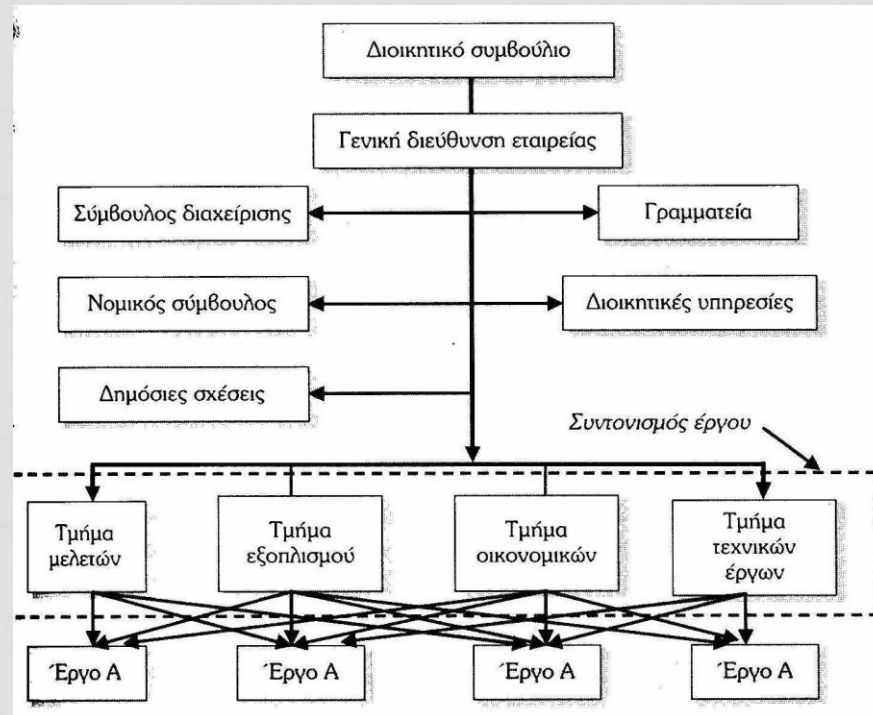 Διοικητικό συμβούλιο
Γενική διεύθυνση εταιρείας
Σύμβουλος διαχείρισης
Γραμματεία
Νομικός σύμβουλος
Διοικητικές υπηρεσίες
Δημόσιες σχέσεις
Συντονισμός έργου
Τμήμα
μελετών
Τμήμα
εξοπλισμού
Τμήμα
οικονομικών
Τμήμα
τεχνικών
έργων
Έργο Α
Έργο Α
Έργο Α
Έργο Α